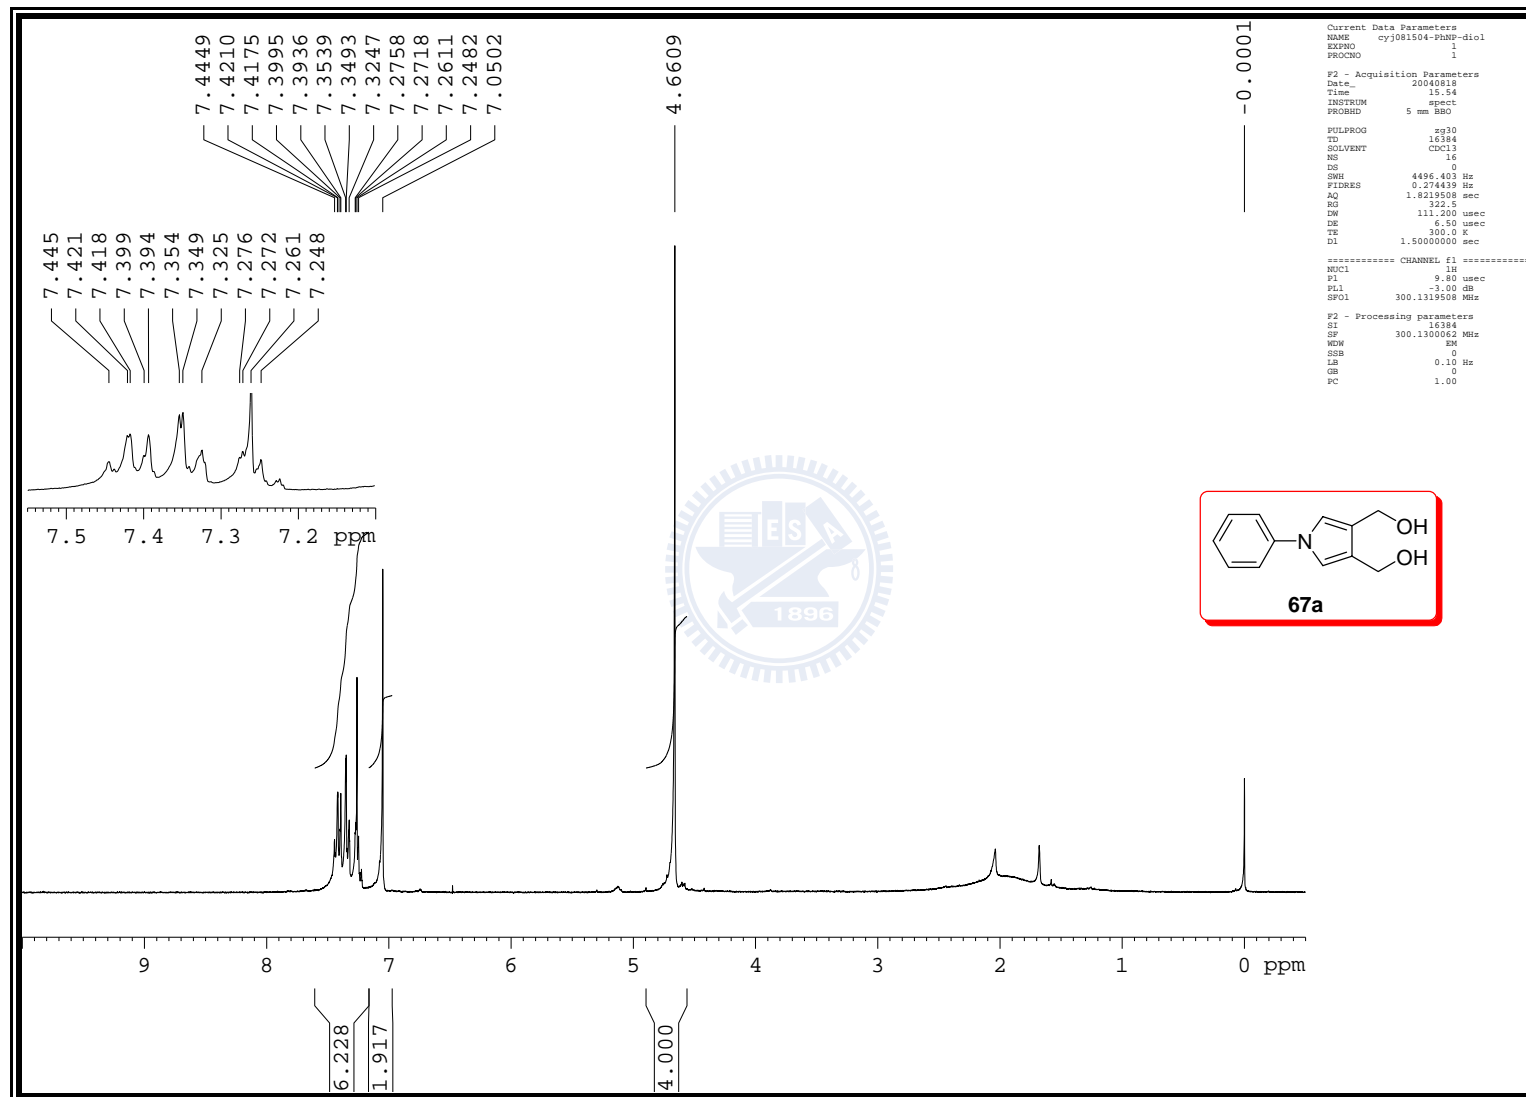 7.4449
7.4210
7.4175
7.3995
7.3936
7.3539
7.3493
7.3247
7.2758
7.2718
7.2611
7.2482
7.0502
4.6609
-0.0001
Current Data Parameters
NAME cyj081504-PhNP-diol
EXPNO 1
PROCNO 1
F2 - Acquisition Parameters
Date_ 20040818
Time 15.54
INSTRUM spect
PROBHD 5 mm BBO
PULPROG zg30
TD 16384
SOLVENT CDCl3
NS 16
DS 0
SWH 4496.403 Hz
FIDRES 0.274439 Hz
AQ 1.8219508 sec
RG 322.5
DW 111.200 usec
DE 6.50 usec
TE 300.0 K
D1 1.50000000 sec
============ CHANNEL f1 ============
NUC1 1H
P1 9.80 usec
PL1 -3.00 dB
SFO1 300.1319508 MHz
F2 - Processing parameters
SI 16384
SF 300.1300062 MHz
WDW EM
SSB 0
LB 0.10 Hz
GB 0
PC 1.00
7.445
7.421
7.418
7.399
7.394
7.354
7.349
7.325
7.276
7.272
7.261
7.248
7.5 7.4 7.3 7.2 ppm
E S A
1896
N
OH
OH
67a
9 8 7 6 5 4 3 2 1 0 ppm
6.228
1.917
4.000